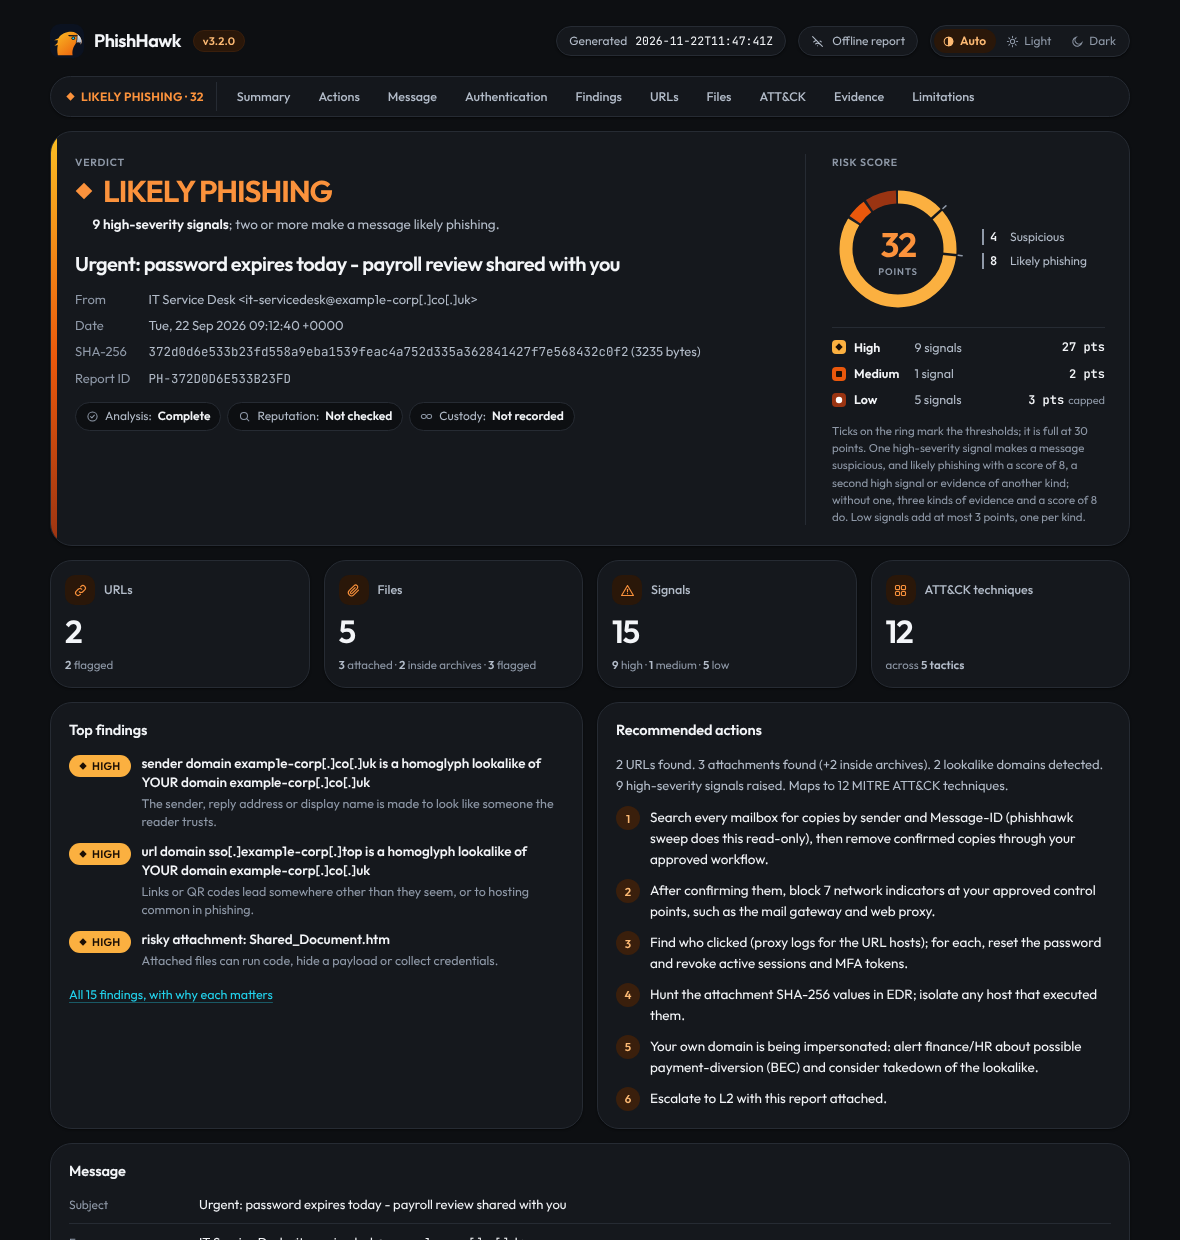 PhishHawk v3.2.0
Generated 2026-11-22T11:47:41Z
Offline report
Auto Light Dark
LIKELY PHISHING · 32 Summary Actions Message Authentication Findings URLs Files ATT&CK Evidence Limitations
VERDICT
LIKELY PHISHING
9 high-severity signals; two or more make a message likely phishing.
Urgent: password expires today - payroll review shared with you
From IT Service Desk <it-servicedesk@examp1e-corp[.]co[.]uk>
Date Tue, 22 Sep 2026 09:12:40 +0000
SHA-256 372d0d6e533b23fd558a9eba1539feac4a752d335a362841427f7e568432c0f2 (3235 bytes)
Report ID PH-372D0D6E533B23FD
Analysis: Complete Reputation: Not checked Custody: Not recorded
RISK SCORE
32
POINTS
4 Suspicious
8 Likely phishing
High 9 signals 27 pts
Medium 1 signal 2 pts
Low 5 signals 3 pts capped
Ticks on the ring mark the thresholds; it is full at 30
points. One high-severity signal makes a message
suspicious, and likely phishing with a score of 8, a
second high signal or evidence of another kind;
without one, three kinds of evidence and a score of 8
do. Low signals add at most 3 points, one per kind.
URLs
2
2 flagged
Files
5
3 attached · 2 inside archives · 3 flagged
Signals
15
9 high · 1 medium · 5 low
ATT&CK techniques
12
across 5 tactics
Top findings
HIGH
sender domain examp1e-corp[.]co[.]uk is a homoglyph lookalike of
YOUR domain example-corp[.]co[.]uk
The sender, reply address or display name is made to look like someone the
reader trusts.
HIGH
url domain sso[.]examp1e-corp[.]top is a homoglyph lookalike of
YOUR domain example-corp[.]co[.]uk
Links or QR codes lead somewhere other than they seem, or to hosting
common in phishing.
HIGH
risky attachment: Shared_Document.htm
Attached files can run code, hide a payload or collect credentials.
All 15 findings, with why each matters
Recommended actions
2 URLs found. 3 attachments found (+2 inside archives). 2 lookalike domains detected.
9 high-severity signals raised. Maps to 12 MITRE ATT&CK techniques.
1 Search every mailbox for copies by sender and Message-ID (phishhawk
sweep does this read-only), then remove confirmed copies through your
approved workflow.
2 After confirming them, block 7 network indicators at your approved control
points, such as the mail gateway and web proxy.
3 Find who clicked (proxy logs for the URL hosts); for each, reset the password
and revoke active sessions and MFA tokens.
4 Hunt the attachment SHA-256 values in EDR; isolate any host that executed
them.
5 Your own domain is being impersonated: alert finance/HR about possible
payment-diversion (BEC) and consider takedown of the lookalike.
6 Escalate to L2 with this report attached.
Message
Subject Urgent: password expires today - payroll review shared with you